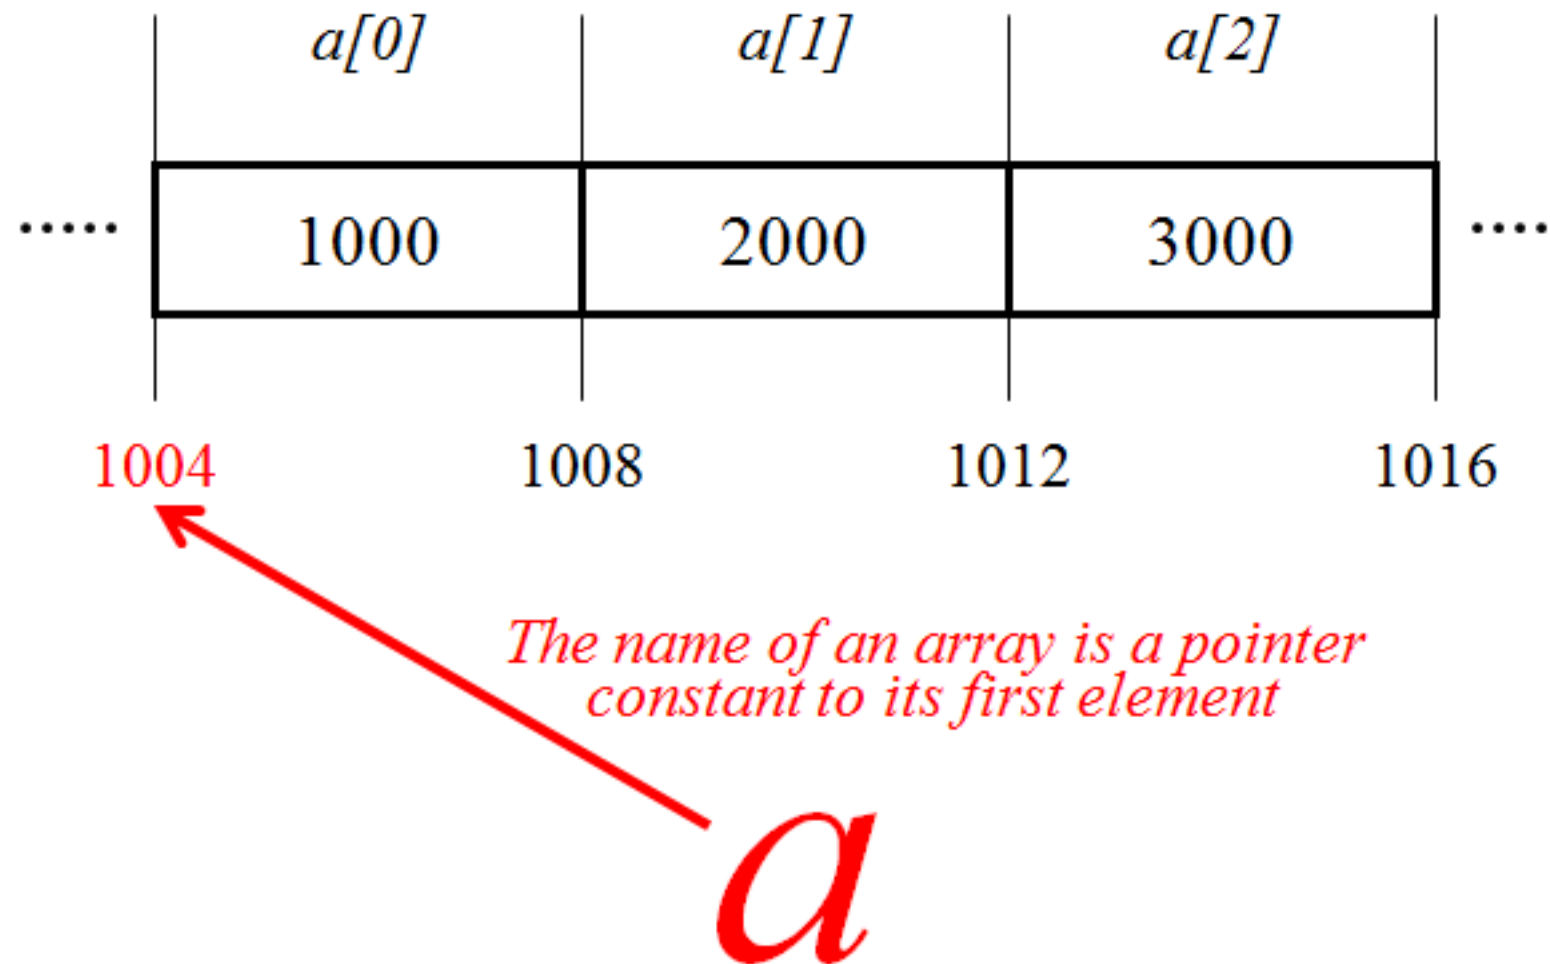 a[0] a[1] a[2]
..... 1000 2000 3000 ....
1004 1008 1012 1016
The name of an array is a pointer
constant to its first element
a